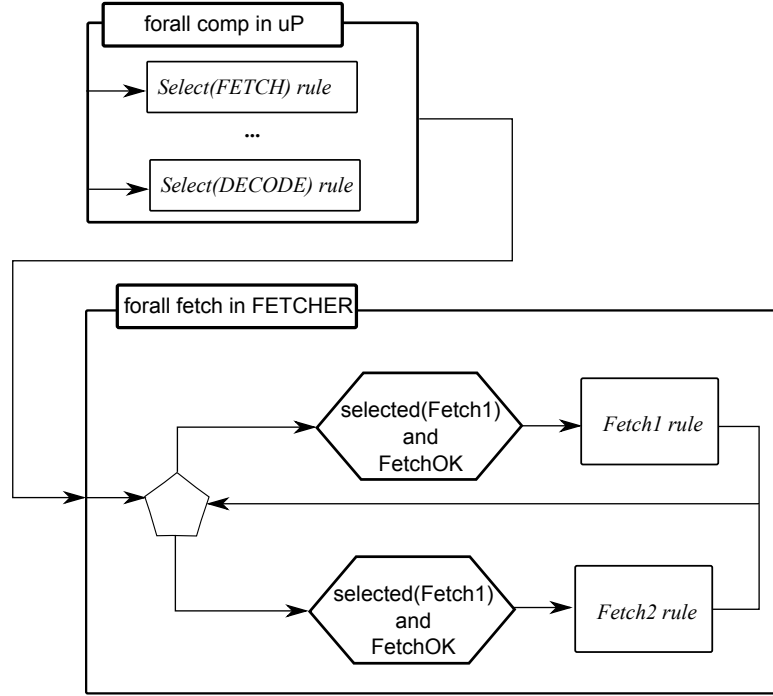 forall comp in uP
Select(FETCH) rule
...
Select(DECODE) rule
forall fetch in FETCHER
selected(Fetch1)
and
FetchOK
Fetch1 rule
selected(Fetch1)
and
FetchOK
Fetch2 rule